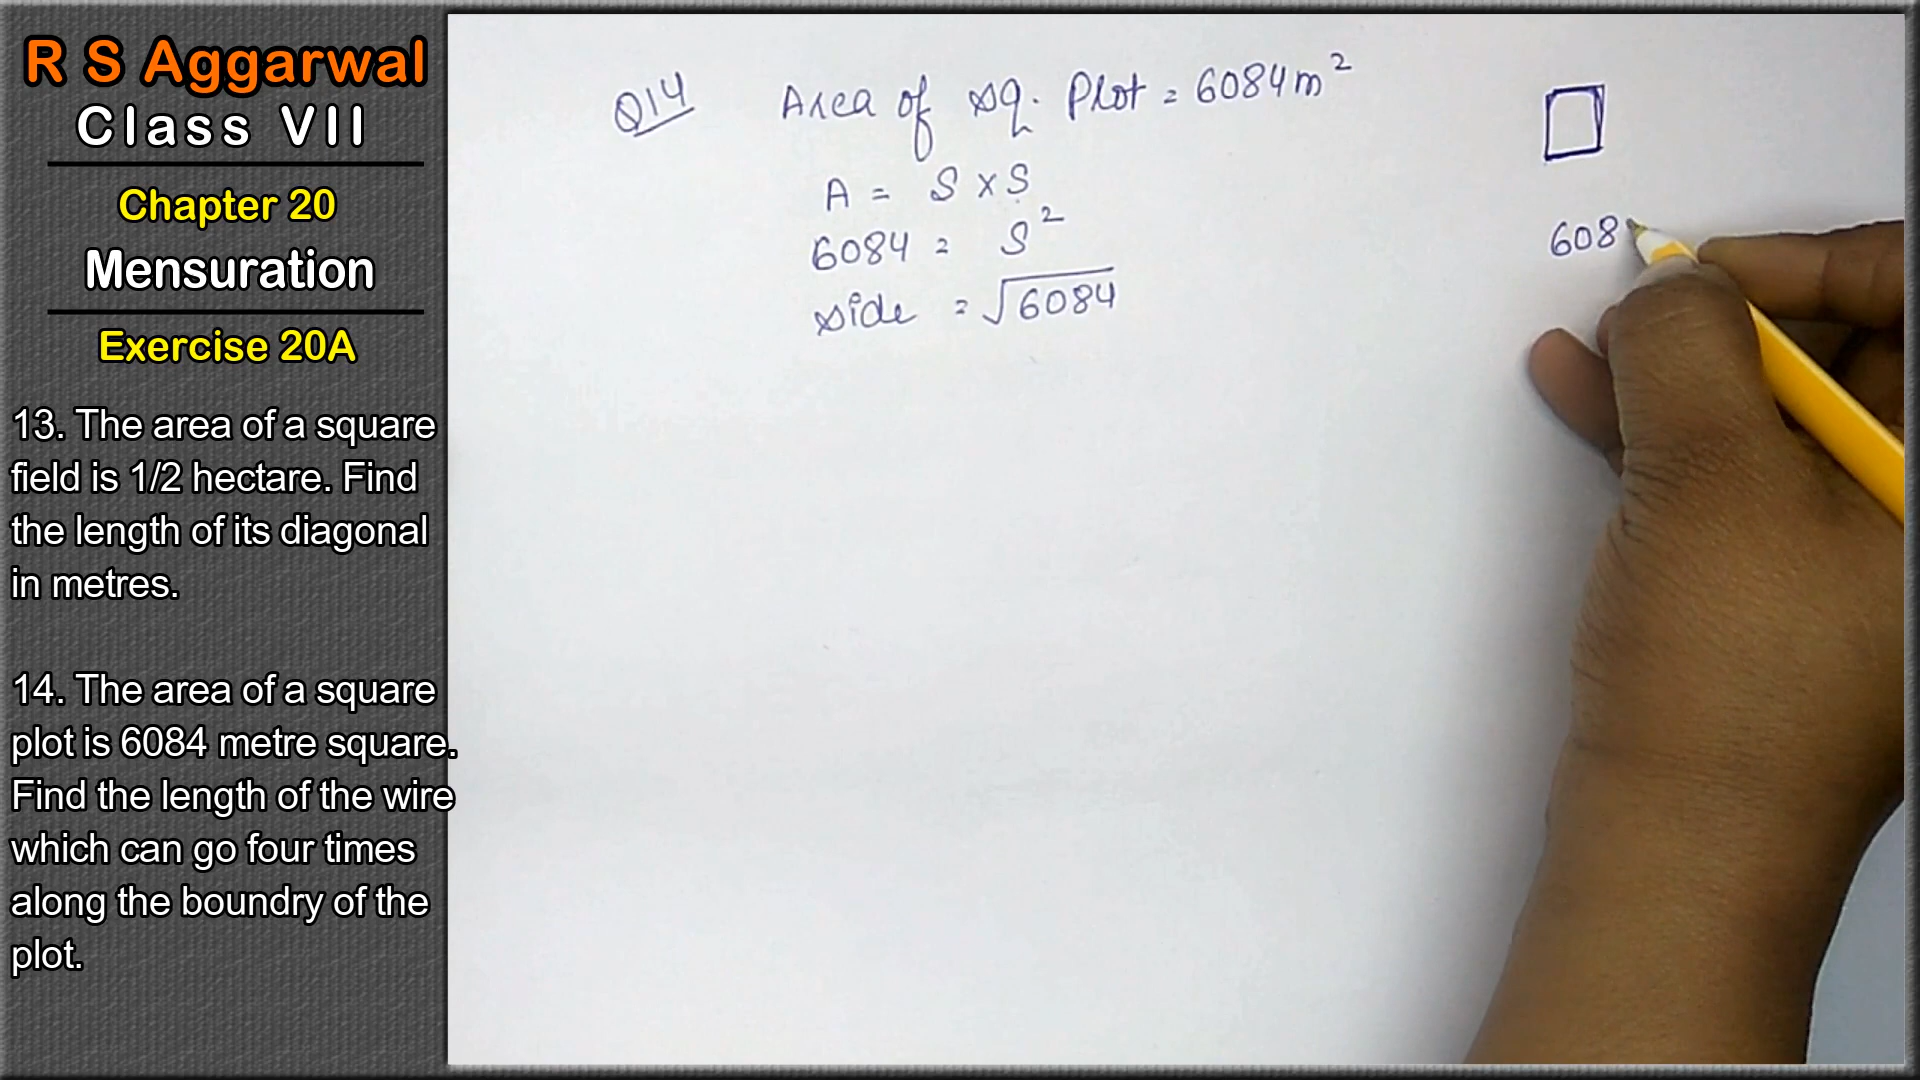 R S Aggarwal
Class VII
Chapter 20
Mensuration
Exercise 20A
13. The area of a square
field is 1/2 hectare. Find
the length of its diagonal
in metres.
14. The area of a square
plot is 6084 metre square.
Find the length of the wire
which can go four times
along the boundry of the
plot.
Q14 Area of sq. Plot = 6084m²
A = S × S
6084 = S²
side = √6084
608